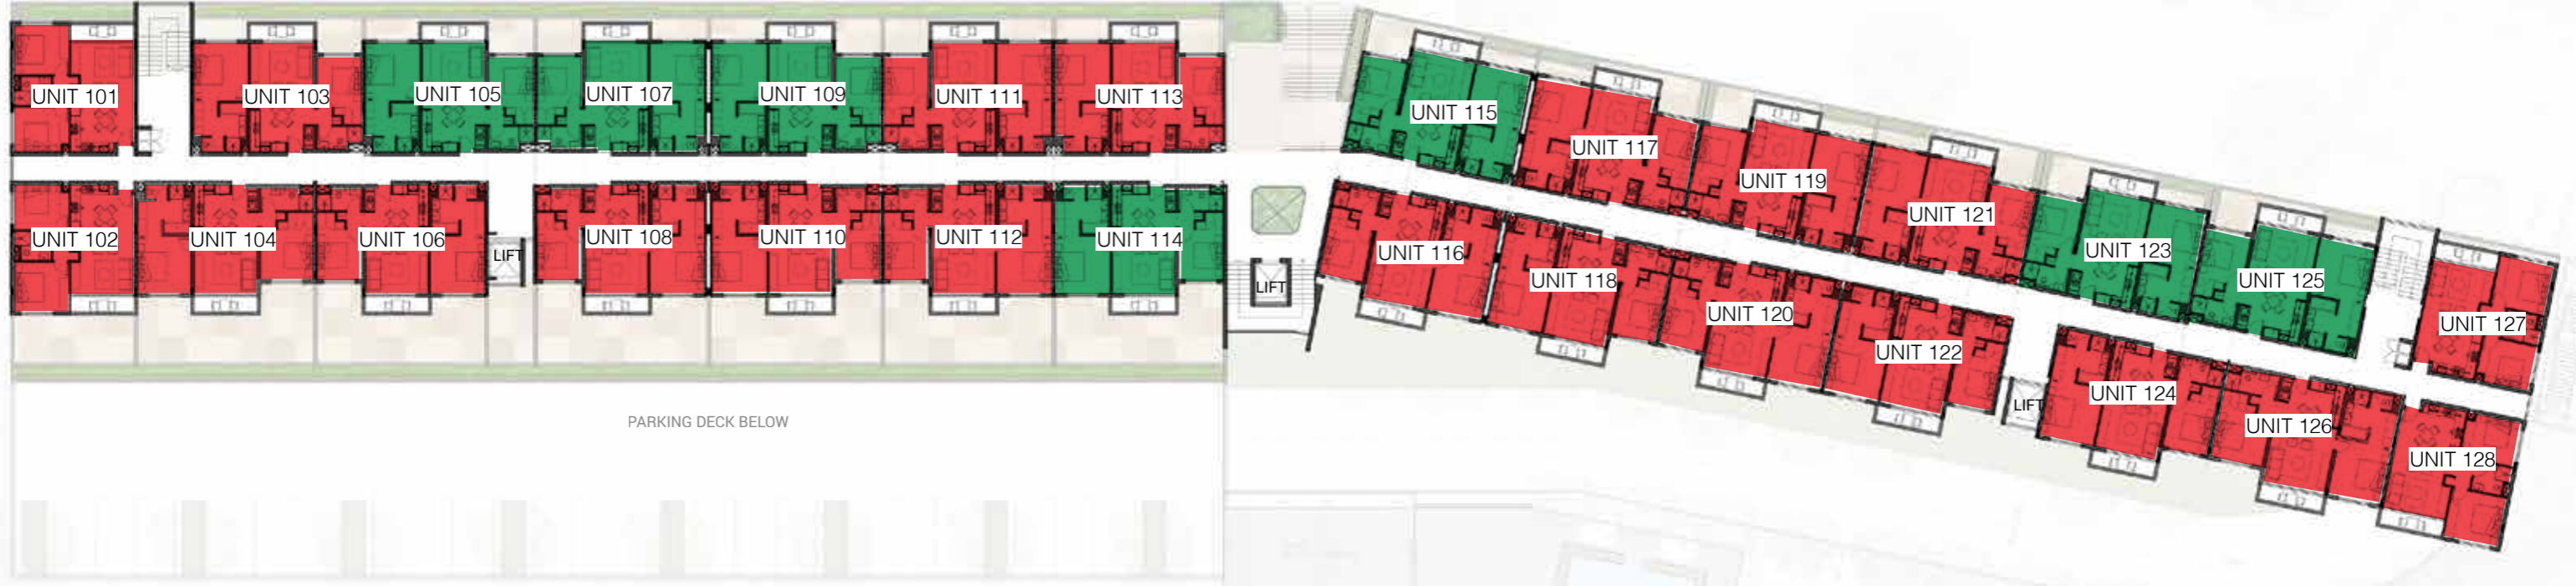 UNIT 101
UNIT 103
UNIT 105
UNIT 107
UNIT 109
UNIT 111
UNIT 113
UNIT 115
UNIT 117
UNIT 119
UNIT 121
UNIT 123
UNIT 125
UNIT 127
UNIT 102
UNIT 104
UNIT 106
LIFT
UNIT 108
UNIT 110
UNIT 112
UNIT 114
LIFT
UNIT 116
UNIT 118
UNIT 120
UNIT 122
LIFT
UNIT 124
UNIT 126
UNIT 128
PARKING DECK BELOW